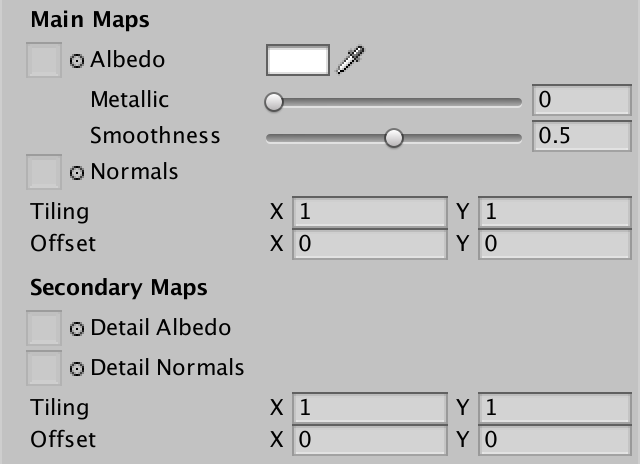 Main Maps
Albedo
Metallic 0
Smoothness 0.5
Normals
Tiling X 1 Y 1
Offset X 0 Y 0
Secondary Maps
Detail Albedo
Detail Normals
Tiling X 1 Y 1
Offset X 0 Y 0